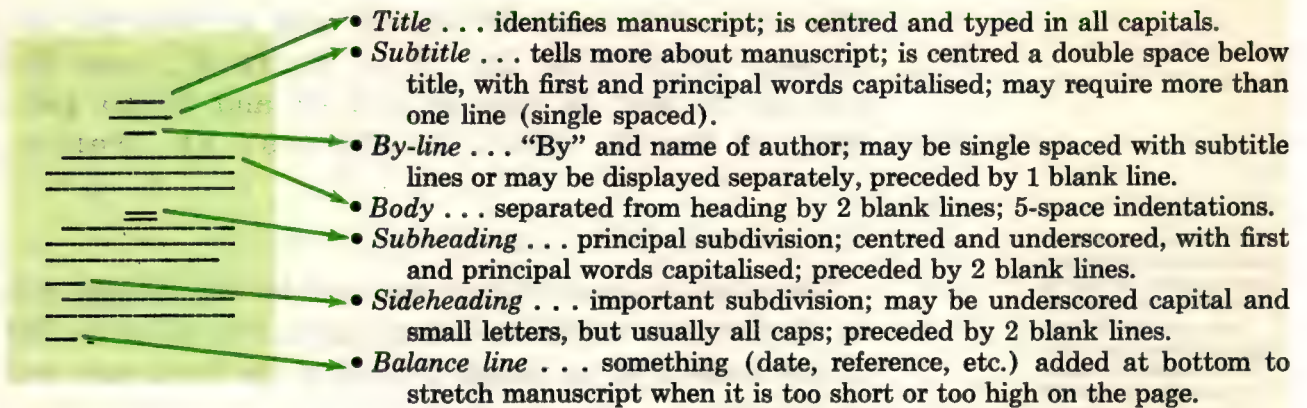 • Title . . . identifies manuscript; is centred and typed in all capitals.
• Subtitle . . . tells more about manuscript; is centred a double space below
title, with first and principal words capitalised; may require more than
one line (single spaced).
• By-line . . . “By” and name of author; may be single spaced with subtitle
lines or may be displayed separately, preceded by 1 blank line.
• Body . . . separated from heading by 2 blank lines; 5-space indentations.
• Subheading . . . principal subdivision; centred and underscored, with first
and principal words capitalised; preceded by 2 blank lines.
• Sideheading . . . important subdivision; may be underscored capital and
small letters, but usually all caps; preceded by 2 blank lines.
• Balance line . . . something (date, reference, etc.) added at bottom to
stretch manuscript when it is too short or too high on the page.